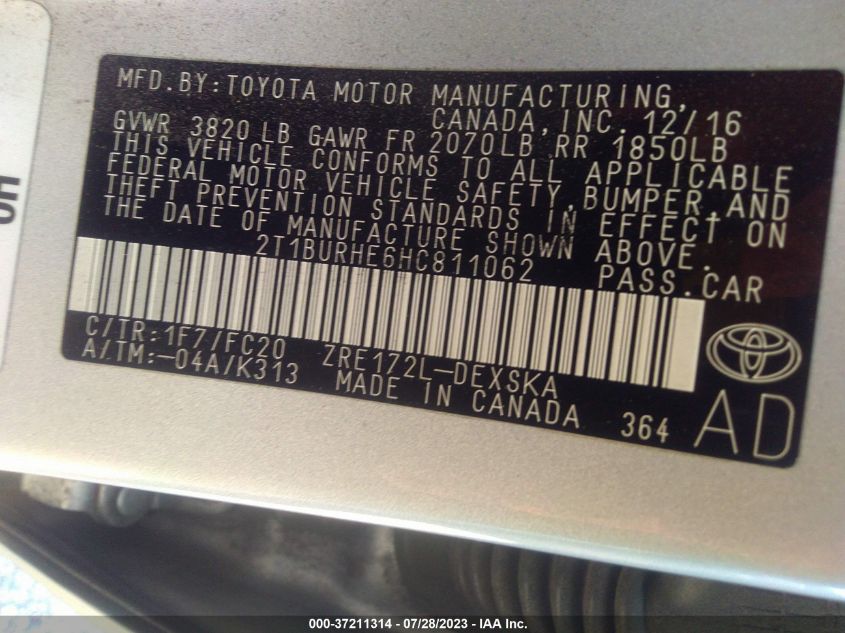 MFD.BY:TOYOTA MOTOR MANUFACTURING,
CANADA,INC. 12/16
GVWR 3820 LB GAWR FR 2070LB RR 1850LB
THIS VEHICLE CONFORMS TO ALL APPLICABLE
FEDERAL MOTOR VEHICLE SAFETY,BUMPER AND
THEFT PREVENTION STANDARDS IN EFFECT ON
THE DATE OF MANUFACTURE SHOWN ABOVE.
2T1BURHE6HC811062 PASS.CAR
C/TR:1F7/FC20 ZRE172L-DEXSKA
A/TM:-04A/K313 MADE IN CANADA 364 AD
000-37211314 / 07/28/2023 / IAA Inc.